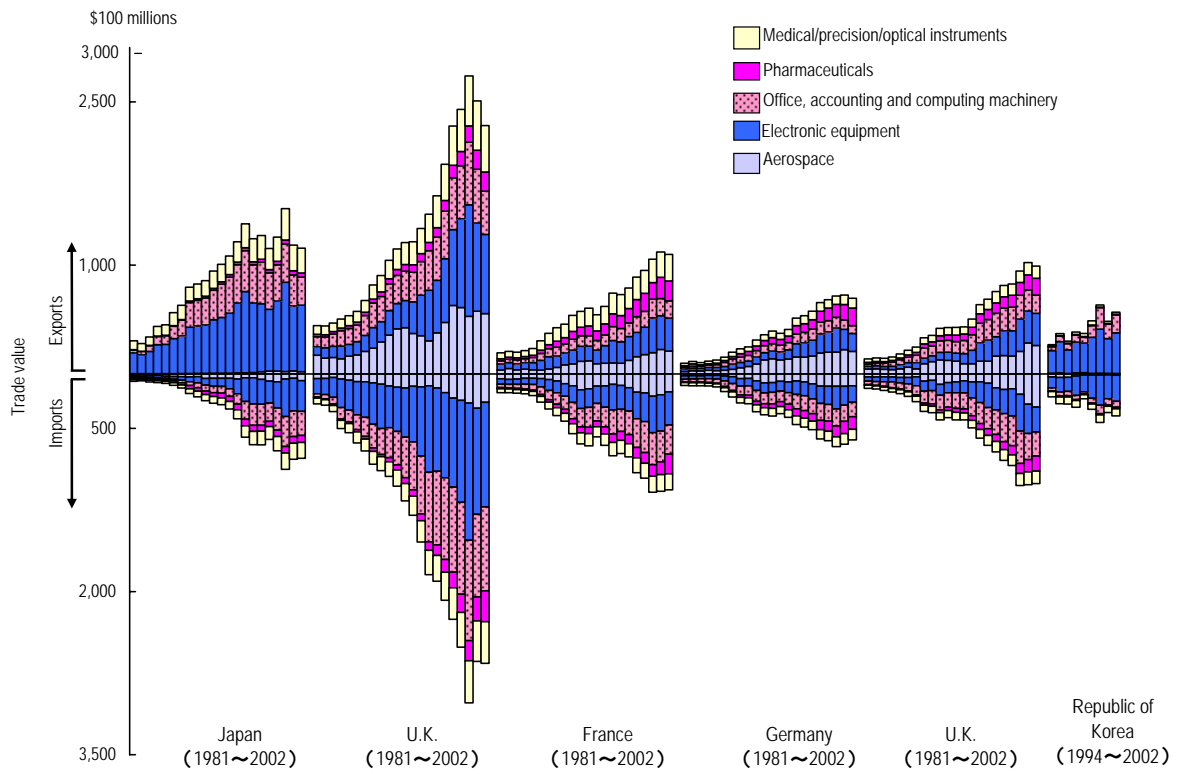 $100 millions
3,000
2,500
1,000
500
2,000
3,500
Trade value
Exports
Imports
Medical/precision/optical instruments
Pharmaceuticals
Office, accounting and computing machinery
Electronic equipment
Aerospace
Japan
(1981～2002)
U.K.
(1981～2002)
France
(1981～2002)
Germany
(1981～2002)
U.K.
(1981～2002)
Republic of
Korea
(1994～2002)